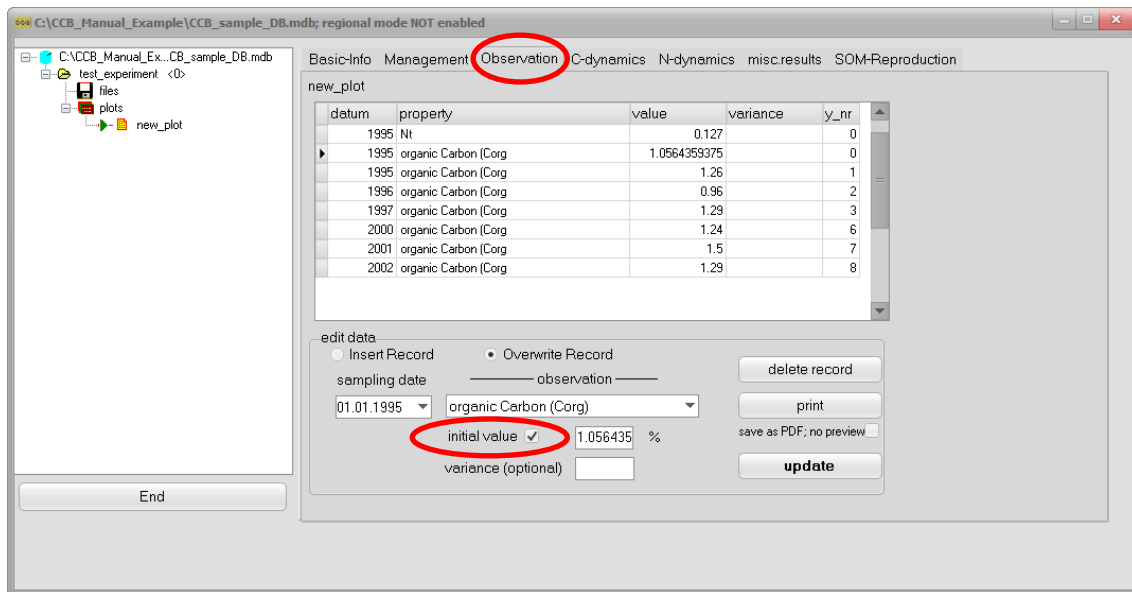 C:\CCB_Manual_Example\CCB_sample_DB.mdb; regional mode NOT enabled
C:\CCB_Manual_Ex...CB_sample_DB.mdb
test_experiment <0>
files
plots
new_plot
End
Basic-Info Management Observation C-dynamics N-dynamics misc.results SOM-Reproduction
new_plot
datum property value variance y_nr
1995 Nt 0.127 0
1995 organic Carbon (Corg 1.0564359375 0
1995 organic Carbon (Corg 1.26 1
1996 organic Carbon (Corg 0.96 2
1997 organic Carbon (Corg 1.29 3
2000 organic Carbon (Corg 1.24 6
2001 organic Carbon (Corg 1.5 7
2002 organic Carbon (Corg 1.29 8
edit data
Insert Record Overwrite Record
sampling date observation
01.01.1995 organic Carbon (Corg)
initial value 1.056435 %
variance (optional)
delete record
print
save as PDF; no preview
update